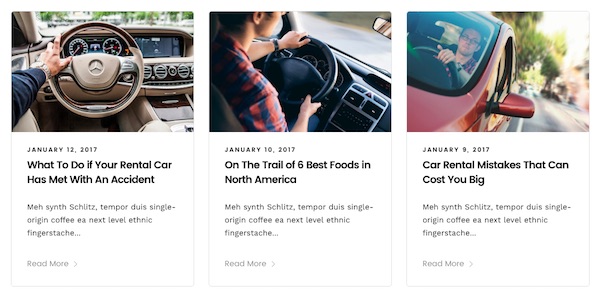 JANUARY 12, 2017
What To Do if Your Rental Car
Has Met With An Accident
Meh synth Schlitz, tempor duis single-
origin coffee ea next level ethnic
fingerstache...
Read More
JANUARY 10, 2017
On The Trail of 6 Best Foods in
North America
Meh synth Schlitz, tempor duis single-
origin coffee ea next level ethnic
fingerstache...
Read More
JANUARY 9, 2017
Car Rental Mistakes That Can
Cost You Big
Meh synth Schlitz, tempor duis single-
origin coffee ea next level ethnic
fingerstache...
Read More